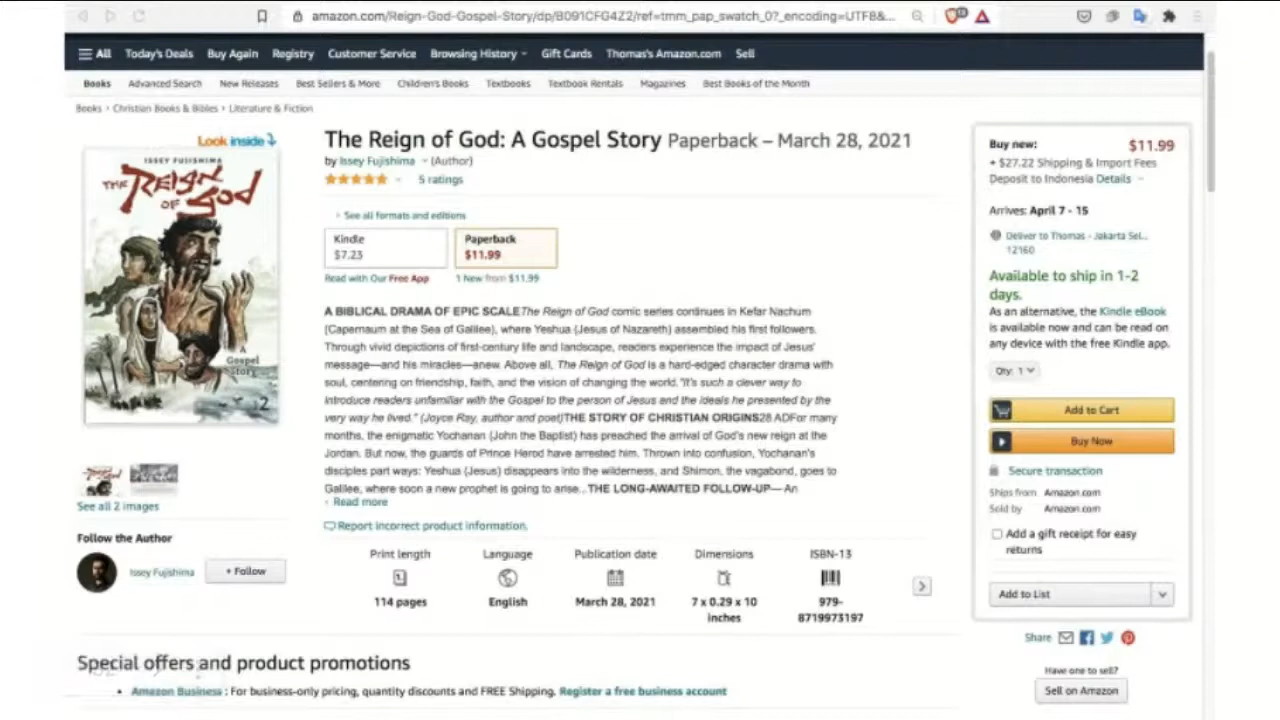 amazon.com/Reign-God-Gospel-Story/dp/B091CFG4Z2/ref=tmm_pap_swatch_0?_encoding=UTF8&...
All Today's Deals Buy Again Registry Customer Service Browsing History Gift Cards Thomas's Amazon.com Sell
Books Advanced Search New Releases Best Sellers & More Children's Books Textbooks Textbook Rentals Magazines Best Books of the Month
Books › Christian Books & Bibles › Literature & Fiction
Look inside
ISSEY FUJISHIMA
THE REIGN
OF GOD
A
Gospel
Story
2
See all 2 images
Follow the Author
Issey Fujishima
+ Follow
The Reign of God: A Gospel Story Paperback – March 28, 2021
by Issey Fujishima (Author)
5 ratings
› See all formats and editions
Kindle
$7.23
Paperback
$11.99
Read with Our Free App
1 New from $11.99
A BIBLICAL DRAMA OF EPIC SCALEThe Reign of God comic series continues in Kefar Nachum
(Capernaum at the Sea of Galilee), where Yeshua (Jesus of Nazareth) assembled his first followers.
Through vivid depictions of first-century life and landscape, readers experience the impact of Jesus'
message—and his miracles—anew. Above all, The Reign of God is a hard-edged character drama with
soul, centering on friendship, faith, and the vision of changing the world. "It's such a clever way to
introduce readers unfamiliar with the Gospel to the person of Jesus and the ideals he presented by the
very way he lived." (Joyce Ray, author and poet)THE STORY OF CHRISTIAN ORIGINS28 ADFor many
months, the enigmatic Yochanan (John the Baptist) has preached the arrival of God's new reign at the
Jordan. But now, the guards of Prince Herod have arrested him. Thrown into confusion, Yochanan's
disciples part ways: Yeshua (Jesus) disappears into the wilderness, and Shimon, the vagabond, goes to
Galilee, where soon a new prophet is going to arise...THE LONG-AWAITED FOLLOW-UP—An
Read more
Report incorrect product information.
Print length
114 pages
Language
English
Publication date
March 28, 2021
Dimensions
7 x 0.29 x 10
inches
ISBN-13
979-
8719973197
Buy new: $11.99
+ $27.22 Shipping & Import Fees
Deposit to Indonesia Details
Arrives: April 7 - 15
Deliver to Thomas - Jakarta Sel...
12160
Available to ship in 1-2
days.
As an alternative, the Kindle eBook
is available now and can be read on
any device with the free Kindle app.
Qty: 1
Add to Cart
Buy Now
Secure transaction
Ships from Amazon.com
Sold by Amazon.com
Add a gift receipt for easy
returns
Add to List
Share
Have one to sell?
Sell on Amazon
Special offers and product promotions
• Amazon Business : For business-only pricing, quantity discounts and FREE Shipping. Register a free business account